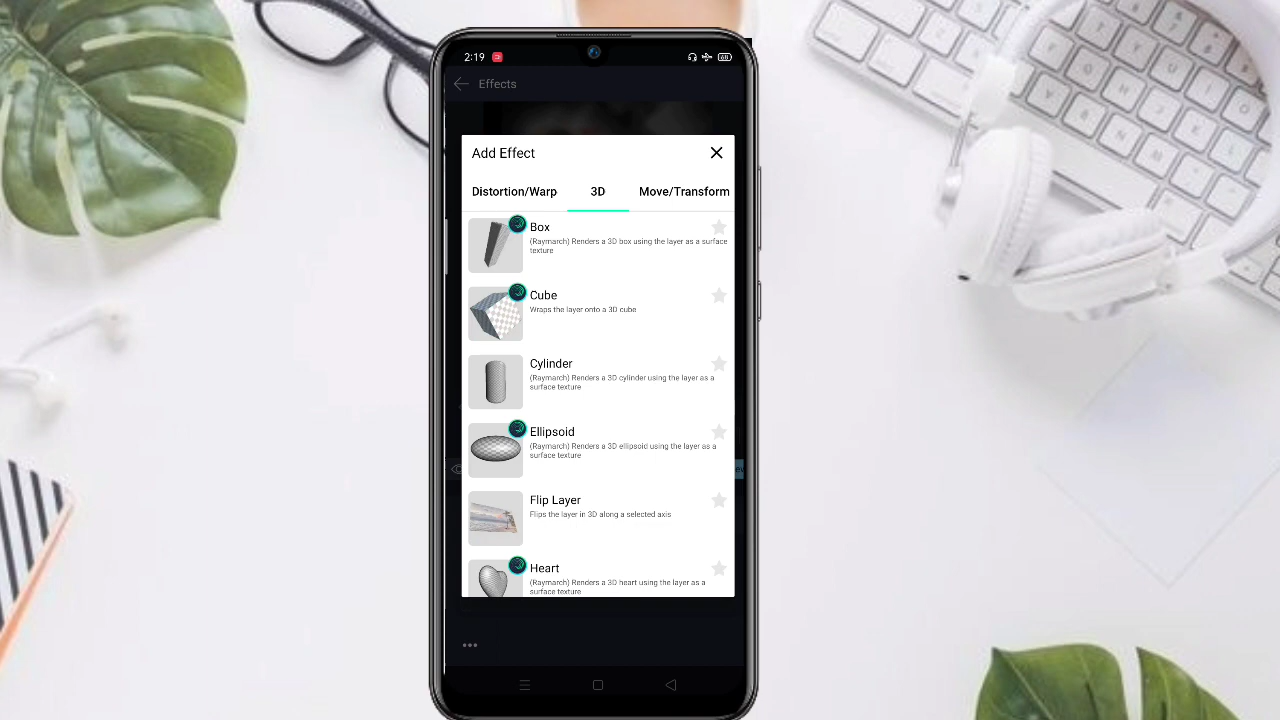 2:19
68
Effects
Add Effect
Distortion/Warp 3D Move/Transform
Box
(Raymarch) Renders a 3D box using the layer as a surface
texture
Cube
Wraps the layer onto a 3D cube
Cylinder
(Raymarch) Renders a 3D cylinder using the layer as a
surface texture
Ellipsoid
(Raymarch) Renders a 3D ellipsoid using the layer as a
surface texture
Flip Layer
Flips the layer in 3D along a selected axis
Heart
(Raymarch) Renders a 3D heart using the layer as a
surface texture